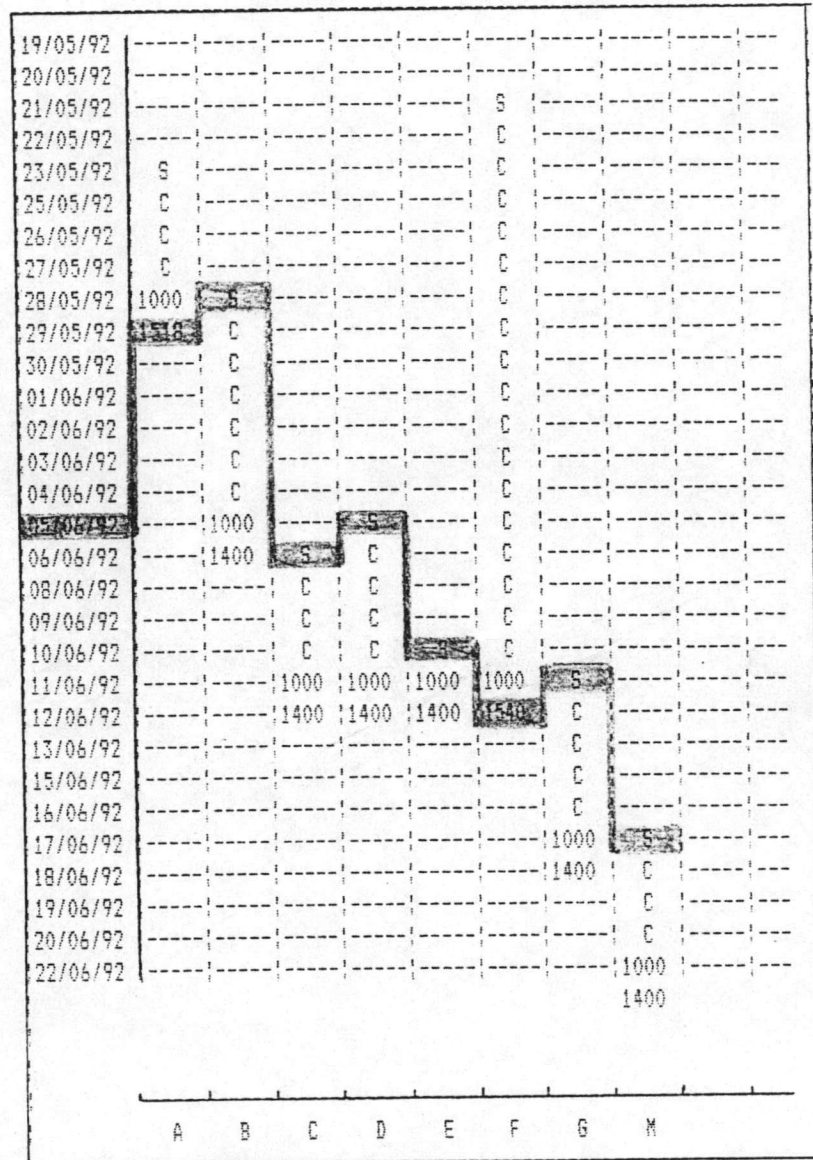 19/05/92 ----- ----- ----- ----- ----- ----- ----- ----- ----- ---
20/05/92 ----- ----- ----- ----- ----- ----- ----- ----- ----- ---
21/05/92 ----- ----- ----- ----- ----- S ----- ----- ----- ---
22/05/92 ----- ----- ----- ----- ----- C ----- ----- ----- ---
23/05/92 S ----- ----- ----- ----- C ----- ----- ----- ---
25/05/92 C ----- ----- ----- ----- C ----- ----- ----- ---
26/05/92 C ----- ----- ----- ----- C ----- ----- ----- ---
27/05/92 C ----- ----- ----- ----- C ----- ----- ----- ---
28/05/92 1000 S ----- ----- ----- C ----- ----- ----- ---
29/05/92 1518 C ----- ----- ----- C ----- ----- ----- ---
30/05/92 ----- C ----- ----- ----- C ----- ----- ----- ---
01/06/92 ----- C ----- ----- ----- C ----- ----- ----- ---
02/06/92 ----- C ----- ----- ----- C ----- ----- ----- ---
03/06/92 ----- C ----- ----- ----- C ----- ----- ----- ---
04/06/92 ----- C ----- ----- ----- C ----- ----- ----- ---
05/06/92 ----- 1000 ----- S ----- C ----- ----- ----- ---
06/06/92 ----- 1400 S C ----- C ----- ----- ----- ---
08/06/92 ----- ----- C C ----- C ----- ----- ----- ---
09/06/92 ----- ----- C C ----- C ----- ----- ----- ---
10/06/92 ----- ----- C C S C ----- ----- ----- ---
11/06/92 ----- ----- 1000 1000 1000 1000 S ----- ----- ---
12/06/92 ----- ----- 1400 1400 1400 1540 C ----- ----- ---
13/06/92 ----- ----- ----- ----- ----- ----- C ----- ----- ---
15/06/92 ----- ----- ----- ----- ----- ----- C ----- ----- ---
16/06/92 ----- ----- ----- ----- ----- ----- C ----- ----- ---
17/06/92 ----- ----- ----- ----- ----- ----- 1000 S ----- ---
18/06/92 ----- ----- ----- ----- ----- ----- 1400 C ----- ---
19/06/92 ----- ----- ----- ----- ----- ----- ----- C ----- ---
20/06/92 ----- ----- ----- ----- ----- ----- ----- C ----- ---
22/06/92 ----- ----- ----- ----- ----- ----- ----- 1000 ----- ---
1400
A B C D E F G M